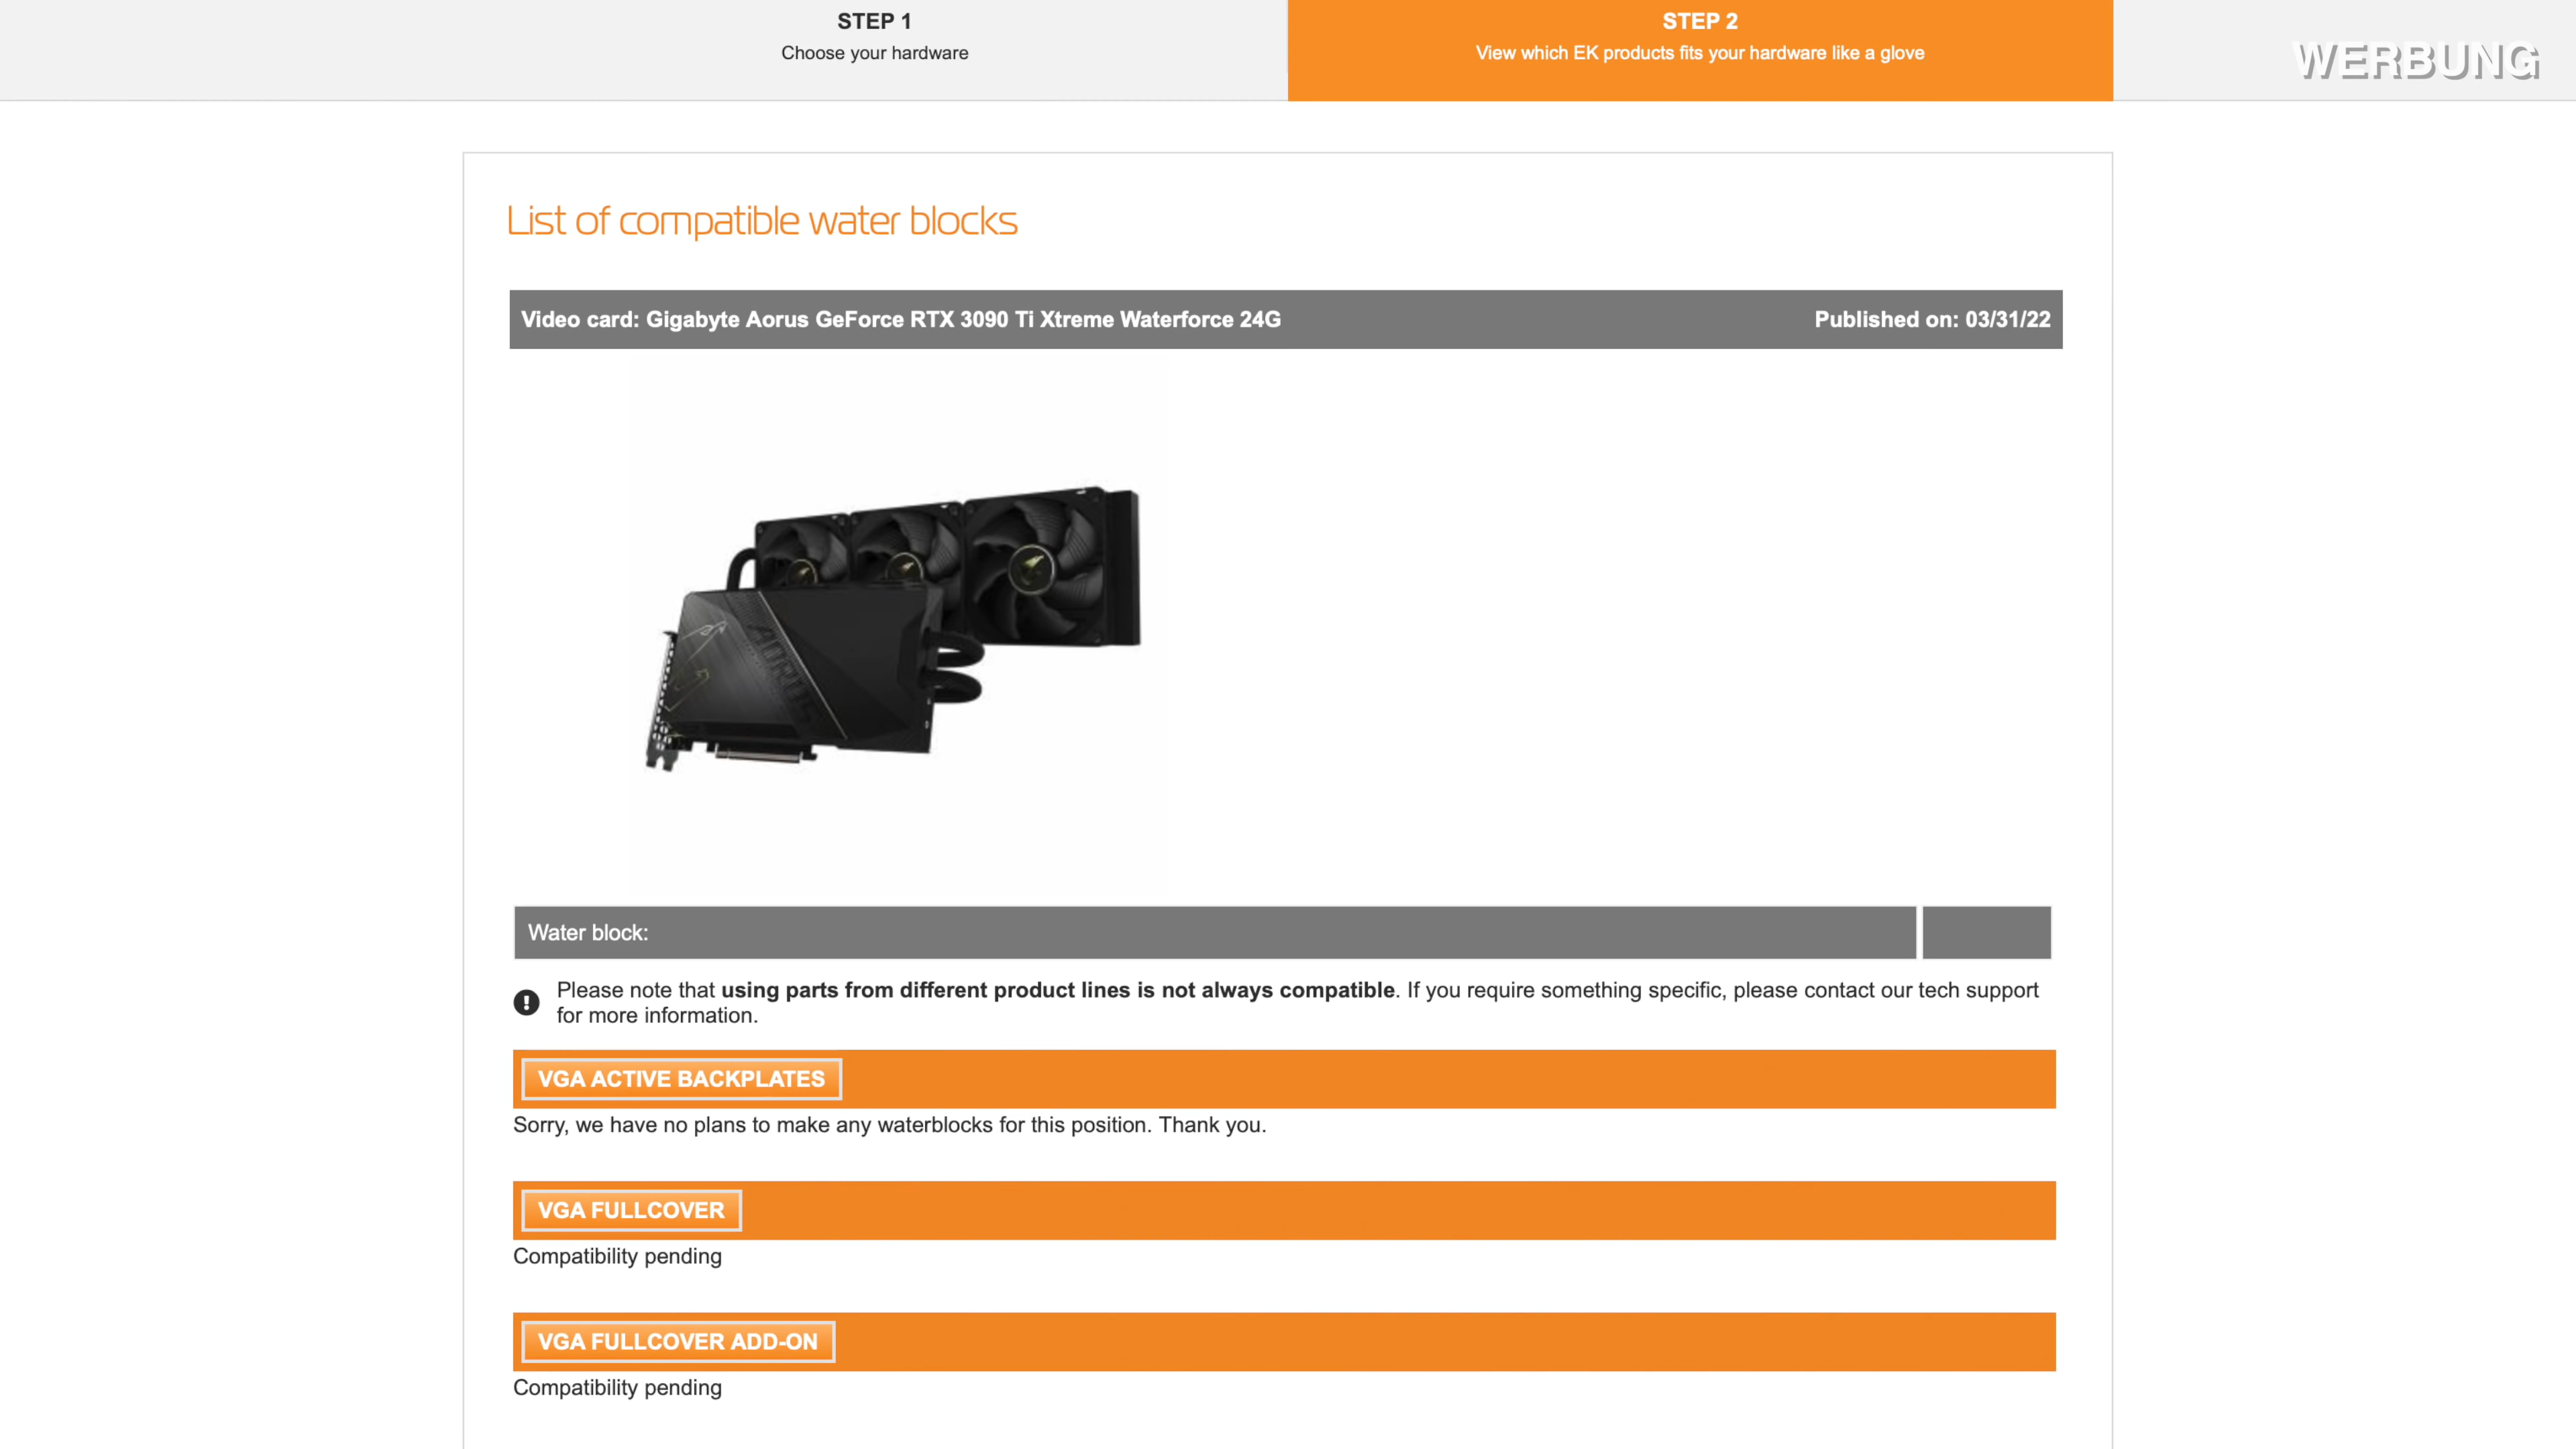 STEP 1
Choose your hardware
STEP 2
View which EK products fits your hardware like a glove
WERBUNG
List of compatible water blocks
Video card: Gigabyte Aorus GeForce RTX 3090 Ti Xtreme Waterforce 24G
Published on: 03/31/22
AORUS
Water block:
Please note that using parts from different product lines is not always compatible. If you require something specific, please contact our tech support
for more information.
VGA ACTIVE BACKPLATES
Sorry, we have no plans to make any waterblocks for this position. Thank you.
VGA FULLCOVER
Compatibility pending
VGA FULLCOVER ADD-ON
Compatibility pending